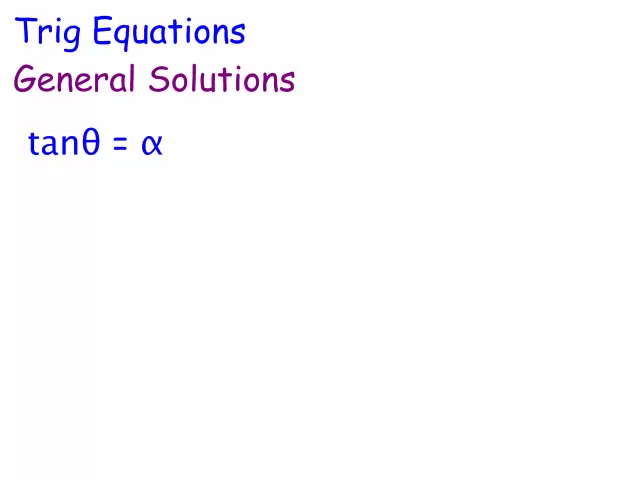 Trig Equations
General Solutions
tanθ = α